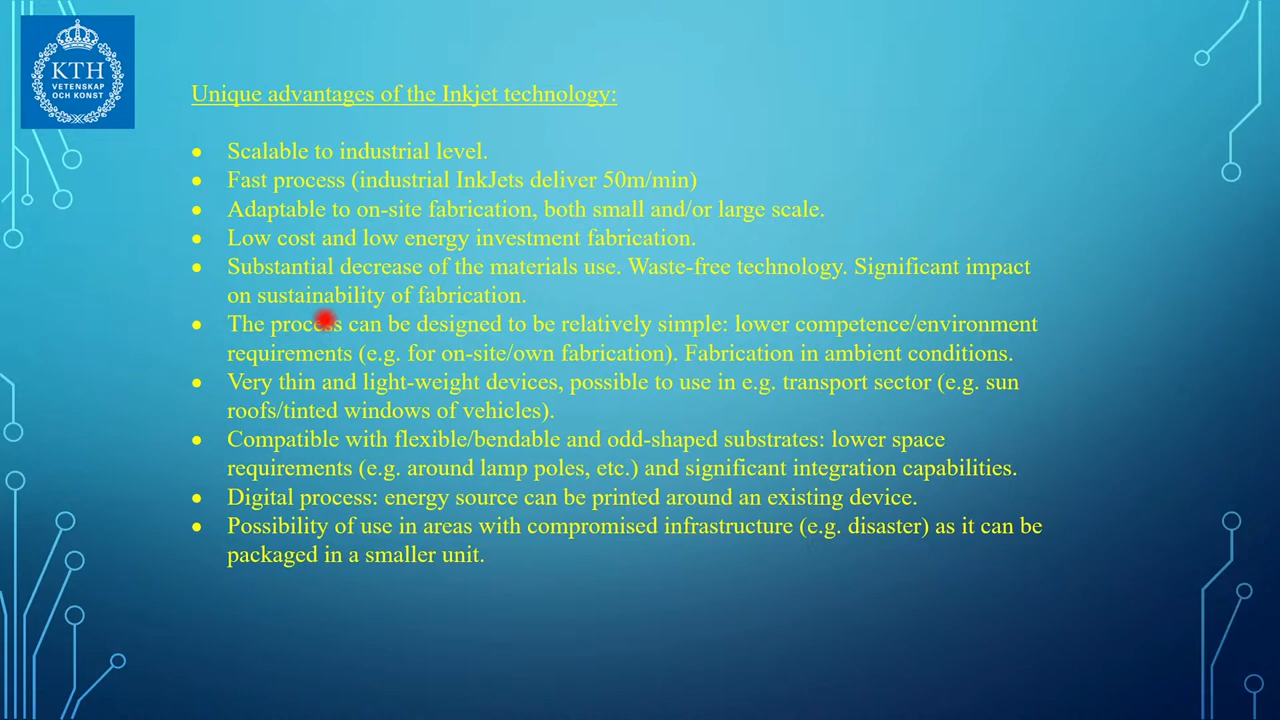 KTH
VETENSKAP
OCH KONST
Unique advantages of the Inkjet technology:
• Scalable to industrial level.
• Fast process (industrial InkJets deliver 50m/min)
• Adaptable to on-site fabrication, both small and/or large scale.
• Low cost and low energy investment fabrication.
• Substantial decrease of the materials use. Waste-free technology. Significant impact
on sustainability of fabrication.
• The process can be designed to be relatively simple: lower competence/environment
requirements (e.g. for on-site/own fabrication). Fabrication in ambient conditions.
• Very thin and light-weight devices, possible to use in e.g. transport sector (e.g. sun
roofs/tinted windows of vehicles).
• Compatible with flexible/bendable and odd-shaped substrates: lower space
requirements (e.g. around lamp poles, etc.) and significant integration capabilities.
• Digital process: energy source can be printed around an existing device.
• Possibility of use in areas with compromised infrastructure (e.g. disaster) as it can be
packaged in a smaller unit.